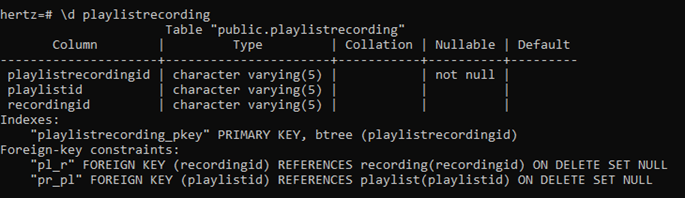 hertz=# \d playlistrecording
Table "public.playlistrecording"
Column | Type | Collation | Nullable | Default
--------------------+----------------------+-----------+----------+---------
playlistrecordingid | character varying(5) | | not null |
playlistid | character varying(5) | | |
recordingid | character varying(5) | | |
Indexes:
"playlistrecording_pkey" PRIMARY KEY, btree (playlistrecordingid)
Foreign-key constraints:
"pl_r" FOREIGN KEY (recordingid) REFERENCES recording(recordingid) ON DELETE SET NULL
"pr_pl" FOREIGN KEY (playlistid) REFERENCES playlist(playlistid) ON DELETE SET NULL